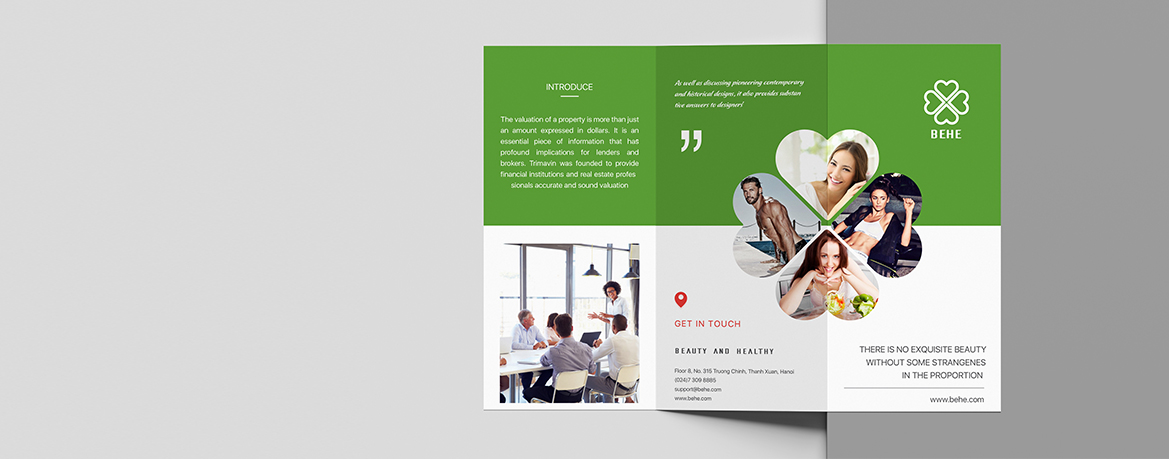 INTRODUCE
The valuation of a property is more than just
an amount expressed in dollars. It is an
essential piece of information that has
profound implications for lenders and
brokers. Trimavin was founded to provide
financial institutions and real estate profes
sionals accurate and sound valuation
As well as discussing pioneering contemporary
and historical designs, it also provides substan
tive answers to designers!
”
GET IN TOUCH
BEAUTY AND HEALTHY
Floor 8, No. 315 Truong Chinh, Thanh Xuan, Hanoi
(024)7 309 8885
support@behe.com
www.behe.com
BEHE
THERE IS NO EXQUISITE BEAUTY
WITHOUT SOME STRANGENES
IN THE PROPORTION
www.behe.com